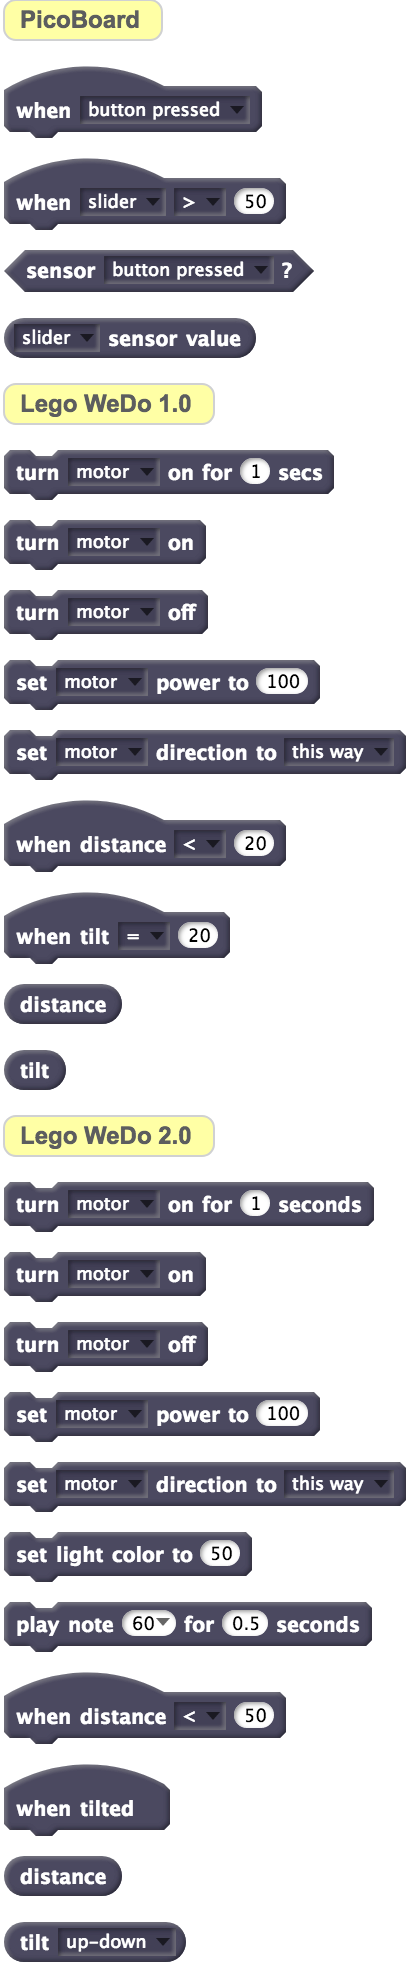 PicoBoard
when button pressed
when slider > 50
sensor button pressed ?
slider sensor value
Lego WeDo 1.0
turn motor on for 1 secs
turn motor on
turn motor off
set motor power to 100
set motor direction to this way
when distance < 20
when tilt = 20
distance
tilt
Lego WeDo 2.0
turn motor on for 1 seconds
turn motor on
turn motor off
set motor power to 100
set motor direction to this way
set light color to 50
play note 60 for 0.5 seconds
when distance < 50
when tilted
distance
tilt up-down